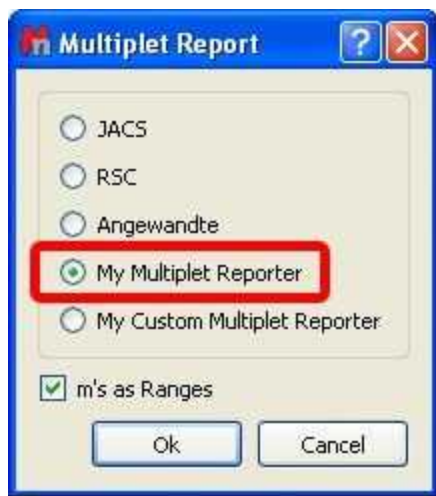 Multiplet Report
JACS
RSC
Angewandte
My Multiplet Reporter
My Custom Multiplet Reporter
m's as Ranges
Ok Cancel